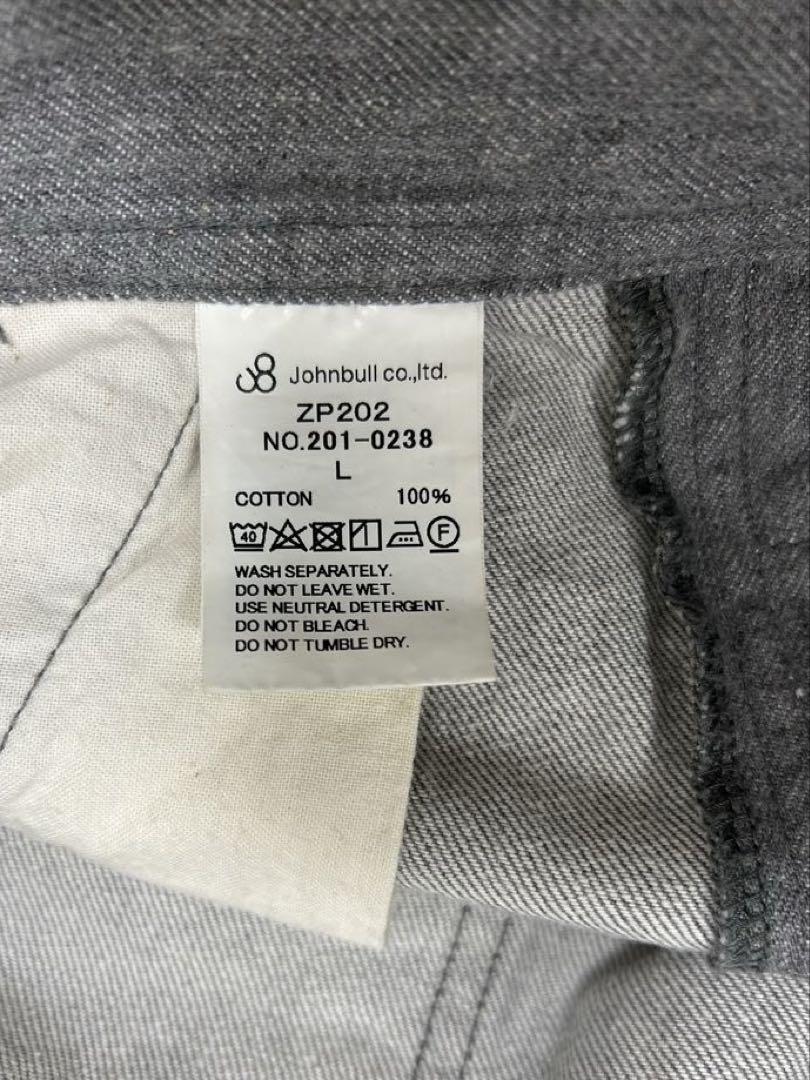 Johnbull co.,ltd.
ZP202
NO.201-0238
L
COTTON 100%
40 F
WASH SEPARATELY.
DO NOT LEAVE WET.
USE NEUTRAL DETERGENT.
DO NOT BLEACH.
DO NOT TUMBLE DRY.